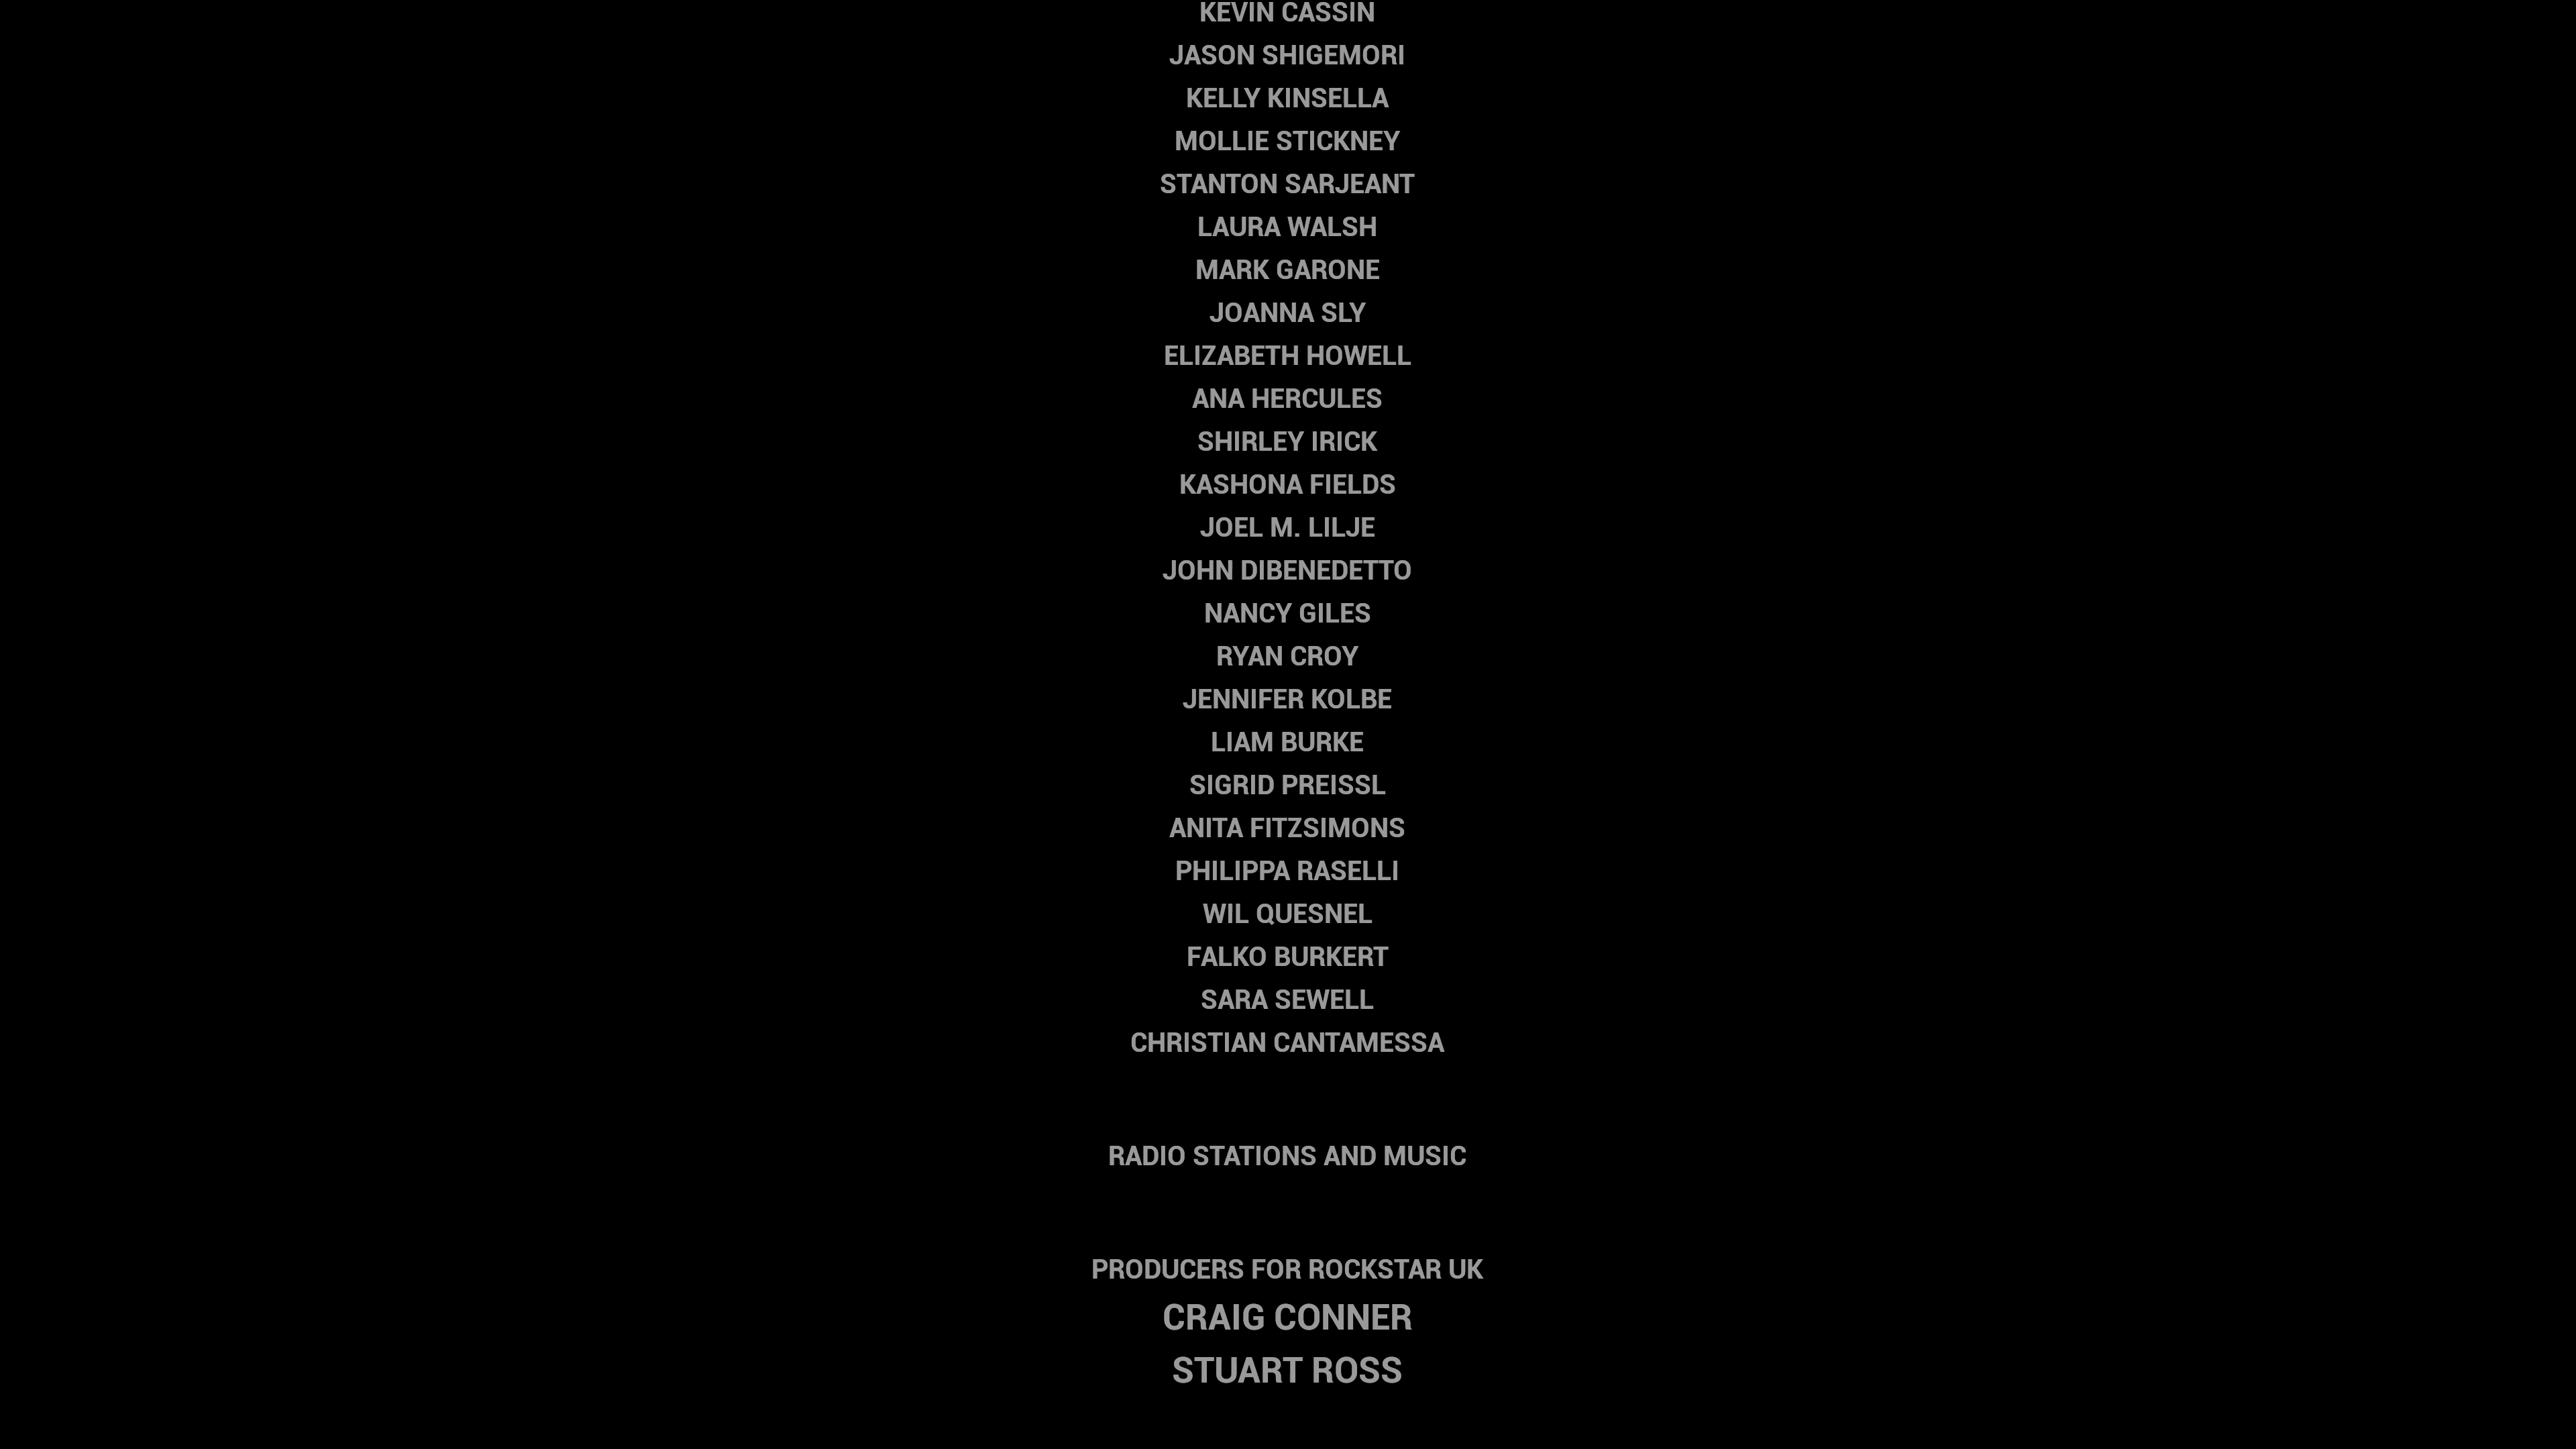 KEVIN CASSIN
JASON SHIGEMORI
KELLY KINSELLA
MOLLIE STICKNEY
STANTON SARJEANT
LAURA WALSH
MARK GARONE
JOANNA SLY
ELIZABETH HOWELL
ANA HERCULES
SHIRLEY IRICK
KASHONA FIELDS
JOEL M. LILJE
JOHN DIBENEDETTO
NANCY GILES
RYAN CROY
JENNIFER KOLBE
LIAM BURKE
SIGRID PREISSL
ANITA FITZSIMONS
PHILIPPA RASELLI
WIL QUESNEL
FALKO BURKERT
SARA SEWELL
CHRISTIAN CANTAMESSA
RADIO STATIONS AND MUSIC
PRODUCERS FOR ROCKSTAR UK
CRAIG CONNER
STUART ROSS